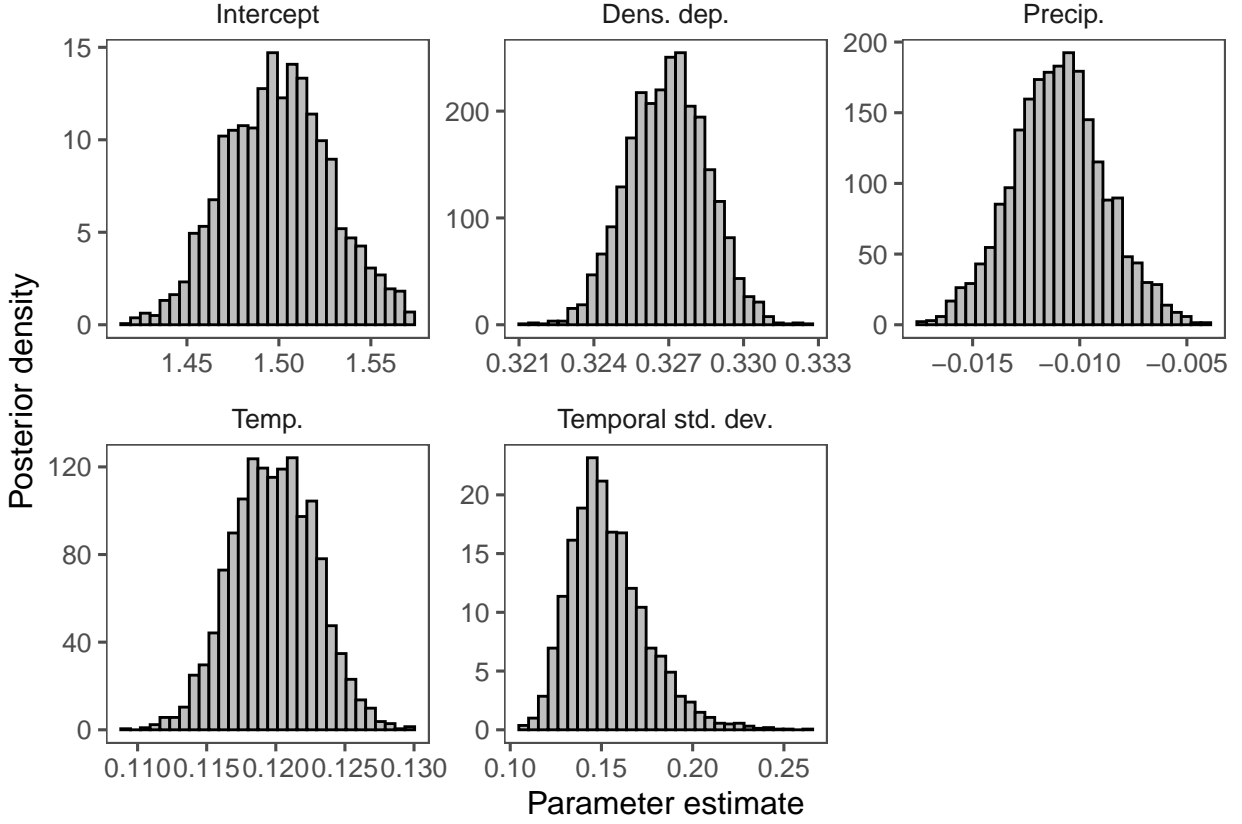 Intercept
Dens. dep.
Precip.
15
10
5
0
1.45 1.50 1.55
200
100
0
0.321 0.324 0.327 0.330 0.333
200
150
100
50
0
−0.015 −0.010 −0.005
Posterior density
Temp.
Temporal std. dev.
120
80
40
0
0.110 0.115 0.120 0.125 0.130
20
15
10
5
0
0.10 0.15 0.20 0.25
Parameter estimate